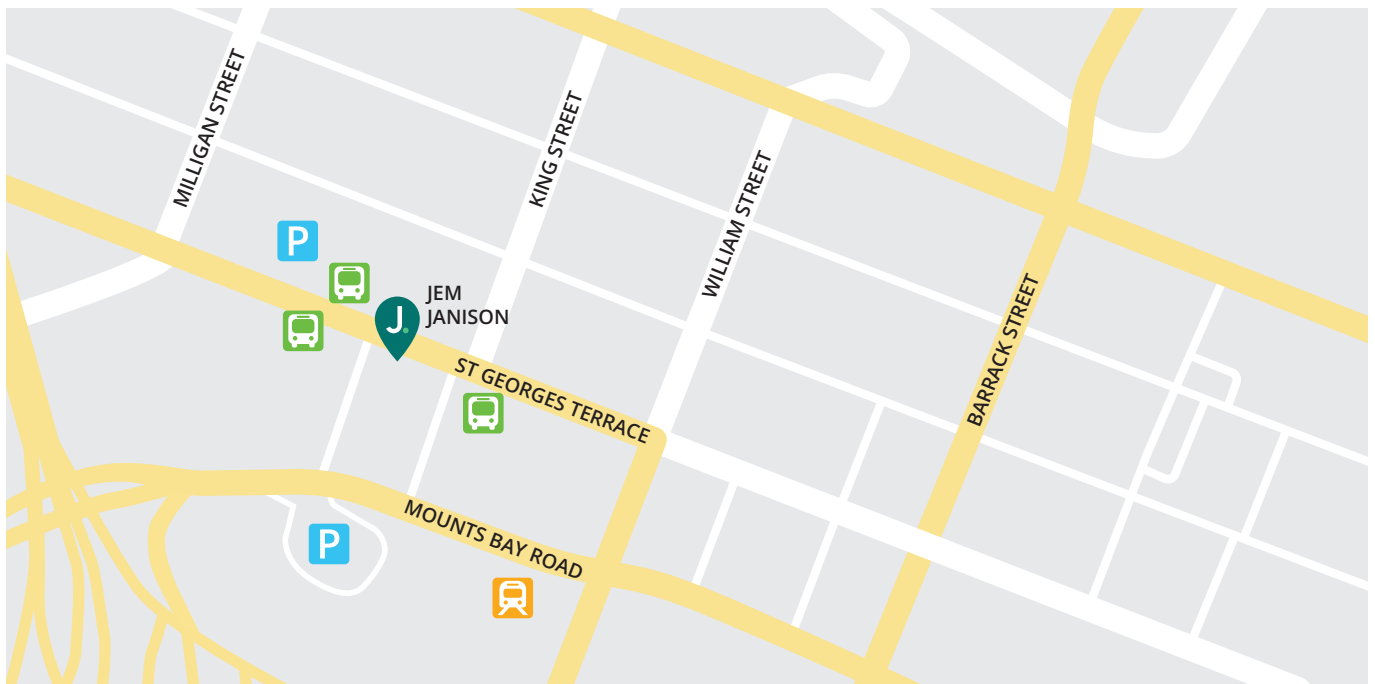 MILLIGAN STREET
KING STREET
WILLIAM STREET
BARRACK STREET
P
J.
JEM
JANISON
ST GEORGES TERRACE
MOUNTS BAY ROAD
P